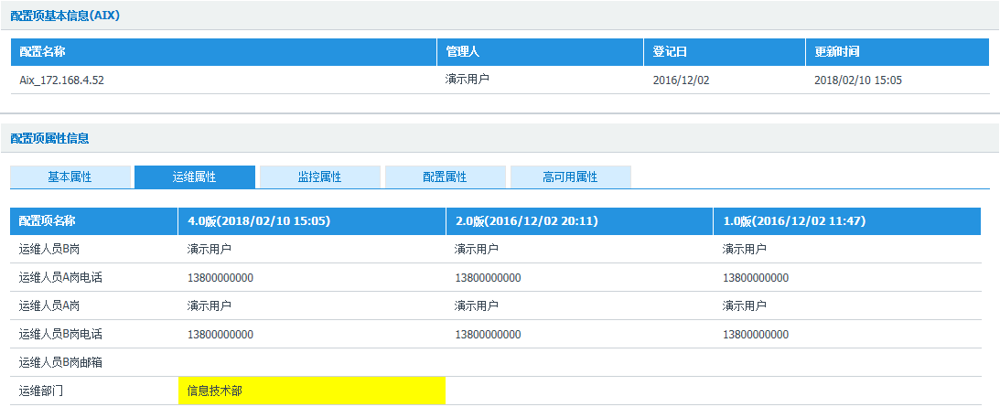 配置项基本信息(AIX)
配置名称 管理人 登记日 更新时间
Aix_172.168.4.52 演示用户 2016/12/02 2018/02/10 15:05
配置项属性信息
基本属性 运维属性 监控属性 配置属性 高可用属性
配置项名称 4.0版(2018/02/10 15:05) 2.0版(2016/12/02 20:11) 1.0版(2016/12/02 11:47)
运维人员B岗 演示用户 演示用户 演示用户
运维人员A岗电话 13800000000 13800000000 13800000000
运维人员A岗 演示用户 演示用户 演示用户
运维人员B岗电话 13800000000 13800000000 13800000000
运维人员B岗邮箱
运维部门 信息技术部